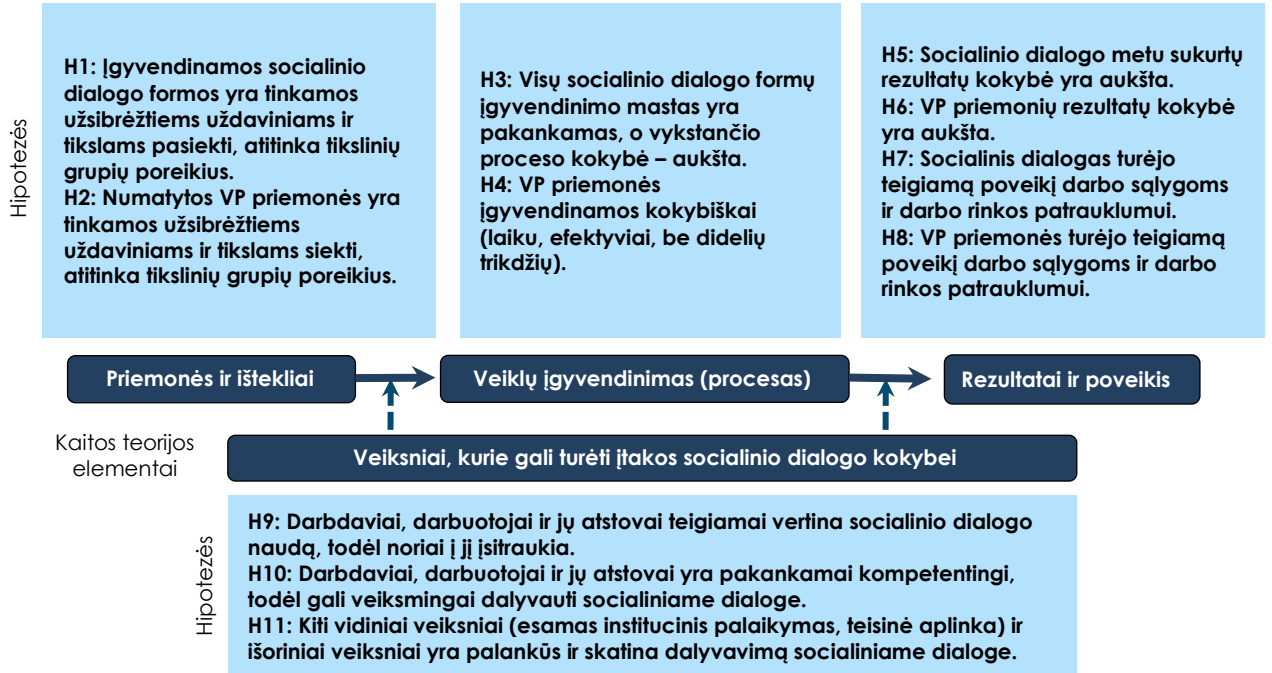 Hipotezės
H1: Įgyvendinamos socialinio
dialogo formos yra tinkamos
užsibrėžtiems uždaviniams ir
tikslams pasiekti, atitinka tikslinių
grupių poreikius.
H2: Numatytos VP priemonės yra
tinkamos užsibrėžtiems
uždaviniams ir tikslams siekti,
atitinka tikslinių grupių poreikius.
H3: Visų socialinio dialogo formų
įgyvendinimo mastas yra
pakankamas, o vykstančio
proceso kokybė – aukšta.
H4: VP priemonės
įgyvendinamos kokybiškai
(laiku, efektyviai, be didelių
trikdžių).
H5: Socialinio dialogo metu sukurtų
rezultatų kokybė yra aukšta.
H6: VP priemonių rezultatų kokybė
yra aukšta.
H7: Socialinis dialogas turėjo
teigiamą poveikį darbo sąlygoms
ir darbo rinkos patrauklumui.
H8: VP priemonės turėjo teigiamą
poveikį darbo sąlygoms ir darbo
rinkos patrauklumui.
Priemonės ir ištekliai
Veiklų įgyvendinimas (procesas)
Rezultatai ir poveikis
Kaitos teorijos
elementai
Veiksniai, kurie gali turėti įtakos socialinio dialogo kokybei
Hipotezės
H9: Darbdaviai, darbuotojai ir jų atstovai teigiamai vertina socialinio dialogo
naudą, todėl noriai į jį įsitraukia.
H10: Darbdaviai, darbuotojai ir jų atstovai yra pakankamai kompetentingi,
todėl gali veiksmingai dalyvauti socialiniame dialoge.
H11: Kiti vidiniai veiksniai (esamas institucinis palaikymas, teisinė aplinka) ir
išoriniai veiksniai yra palankūs ir skatina dalyvavimą socialiniame dialoge.